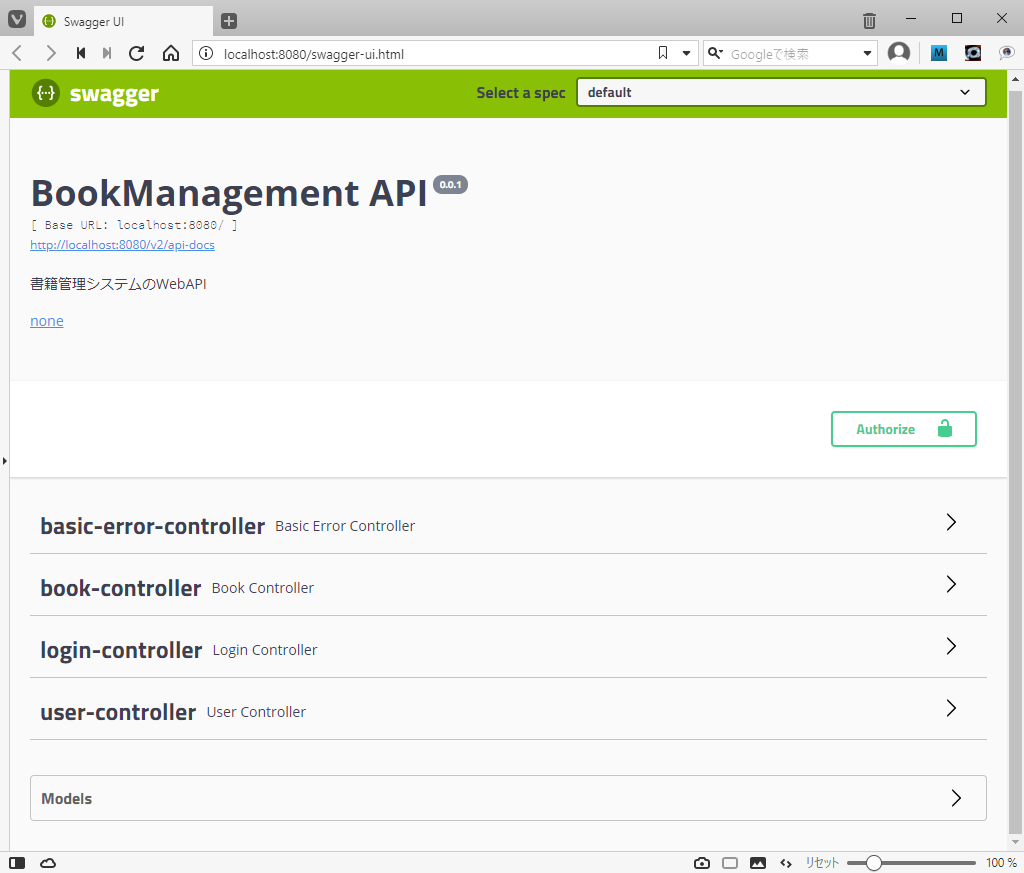 Swagger UI
localhost:8080/swagger-ui.html
Googleで検索
M
{··} swagger
Select a spec
default
BookManagement API 0.0.1
[ Base URL: localhost:8080/ ]
http://localhost:8080/v2/api-docs
書籍管理システムのWebAPI
none
Authorize
basic-error-controller Basic Error Controller
book-controller Book Controller
login-controller Login Controller
user-controller User Controller
Models
リセット
100 %